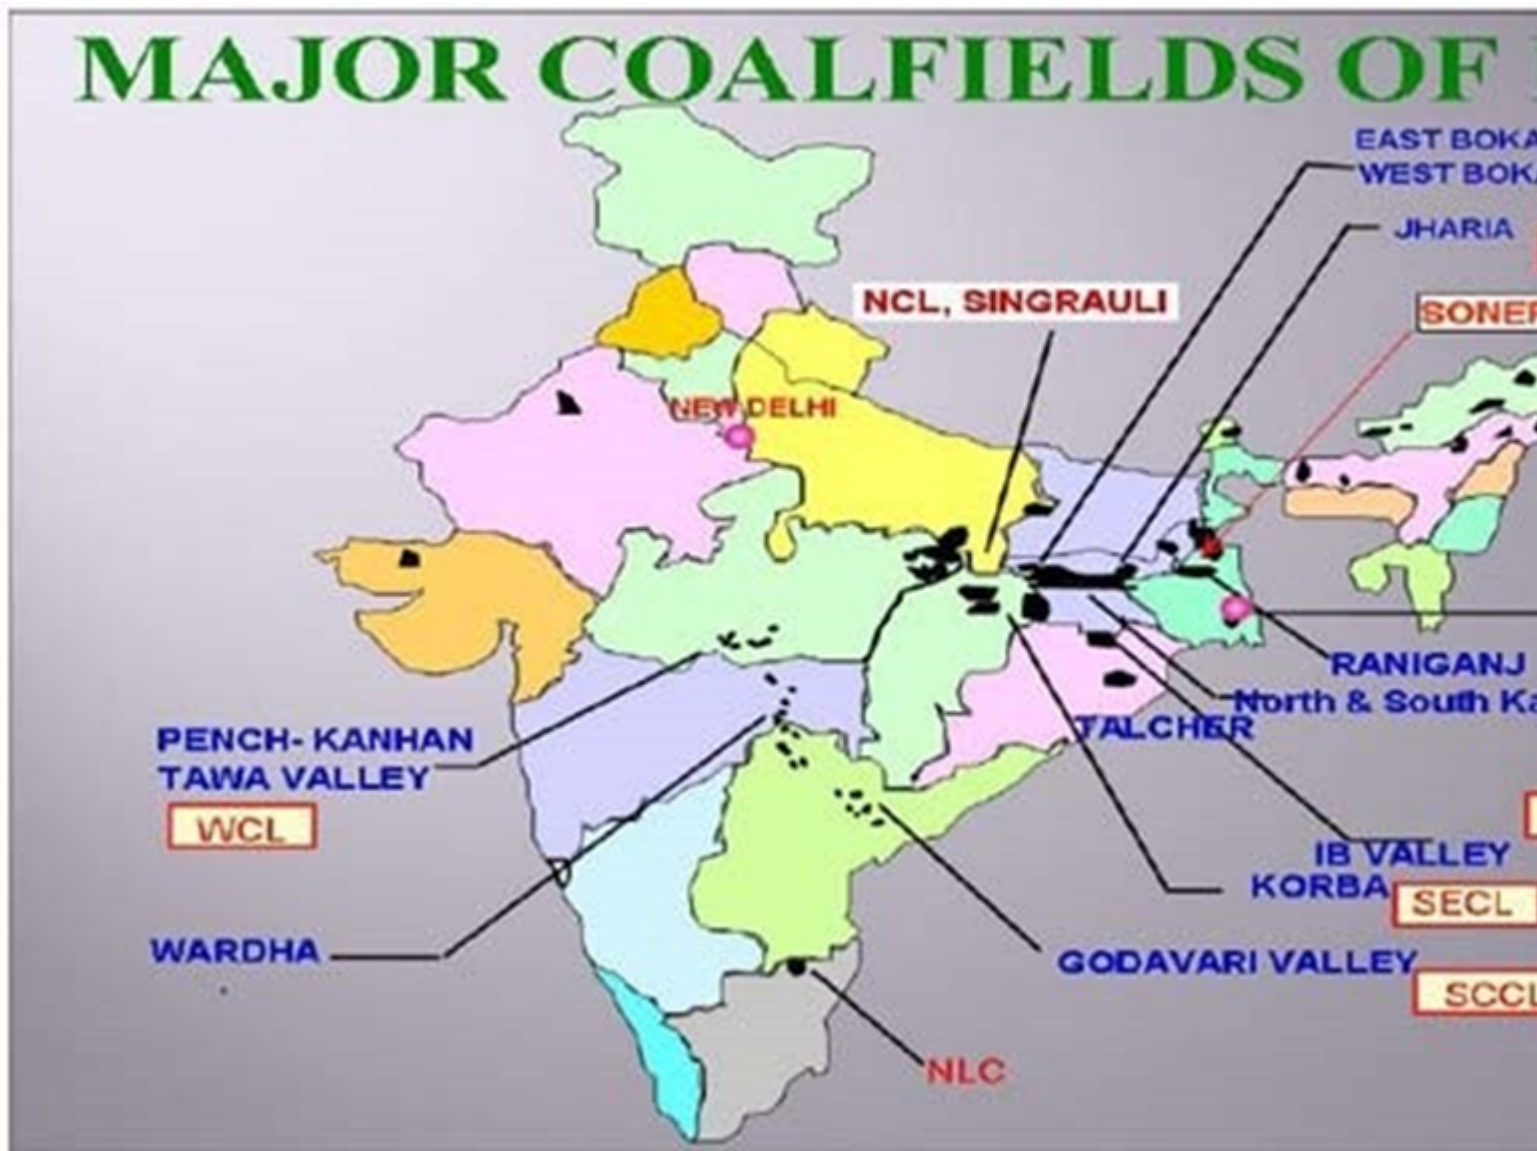 MAJOR COALFIELDS OF
EAST BOKA
WEST BOKA
JHARIA
NCL, SINGRAULI
SONEP
NEW DELHI
RANIGANJ
North & South Ka
TALCHER
PENCH- KANHAN
TAWA VALLEY
WCL
IB VALLEY
KORBA
SECL
WARDHA
GODAVARI VALLEY
SCCL
NLC